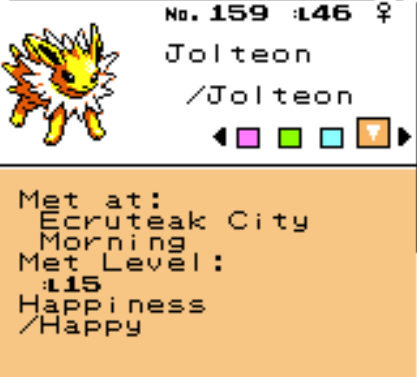 No. 159 :L46 ♀
Jolteon
/Jolteon
Met at:
Ecruteak City
Morning
Met Level:
:L15
Happiness
/Happy